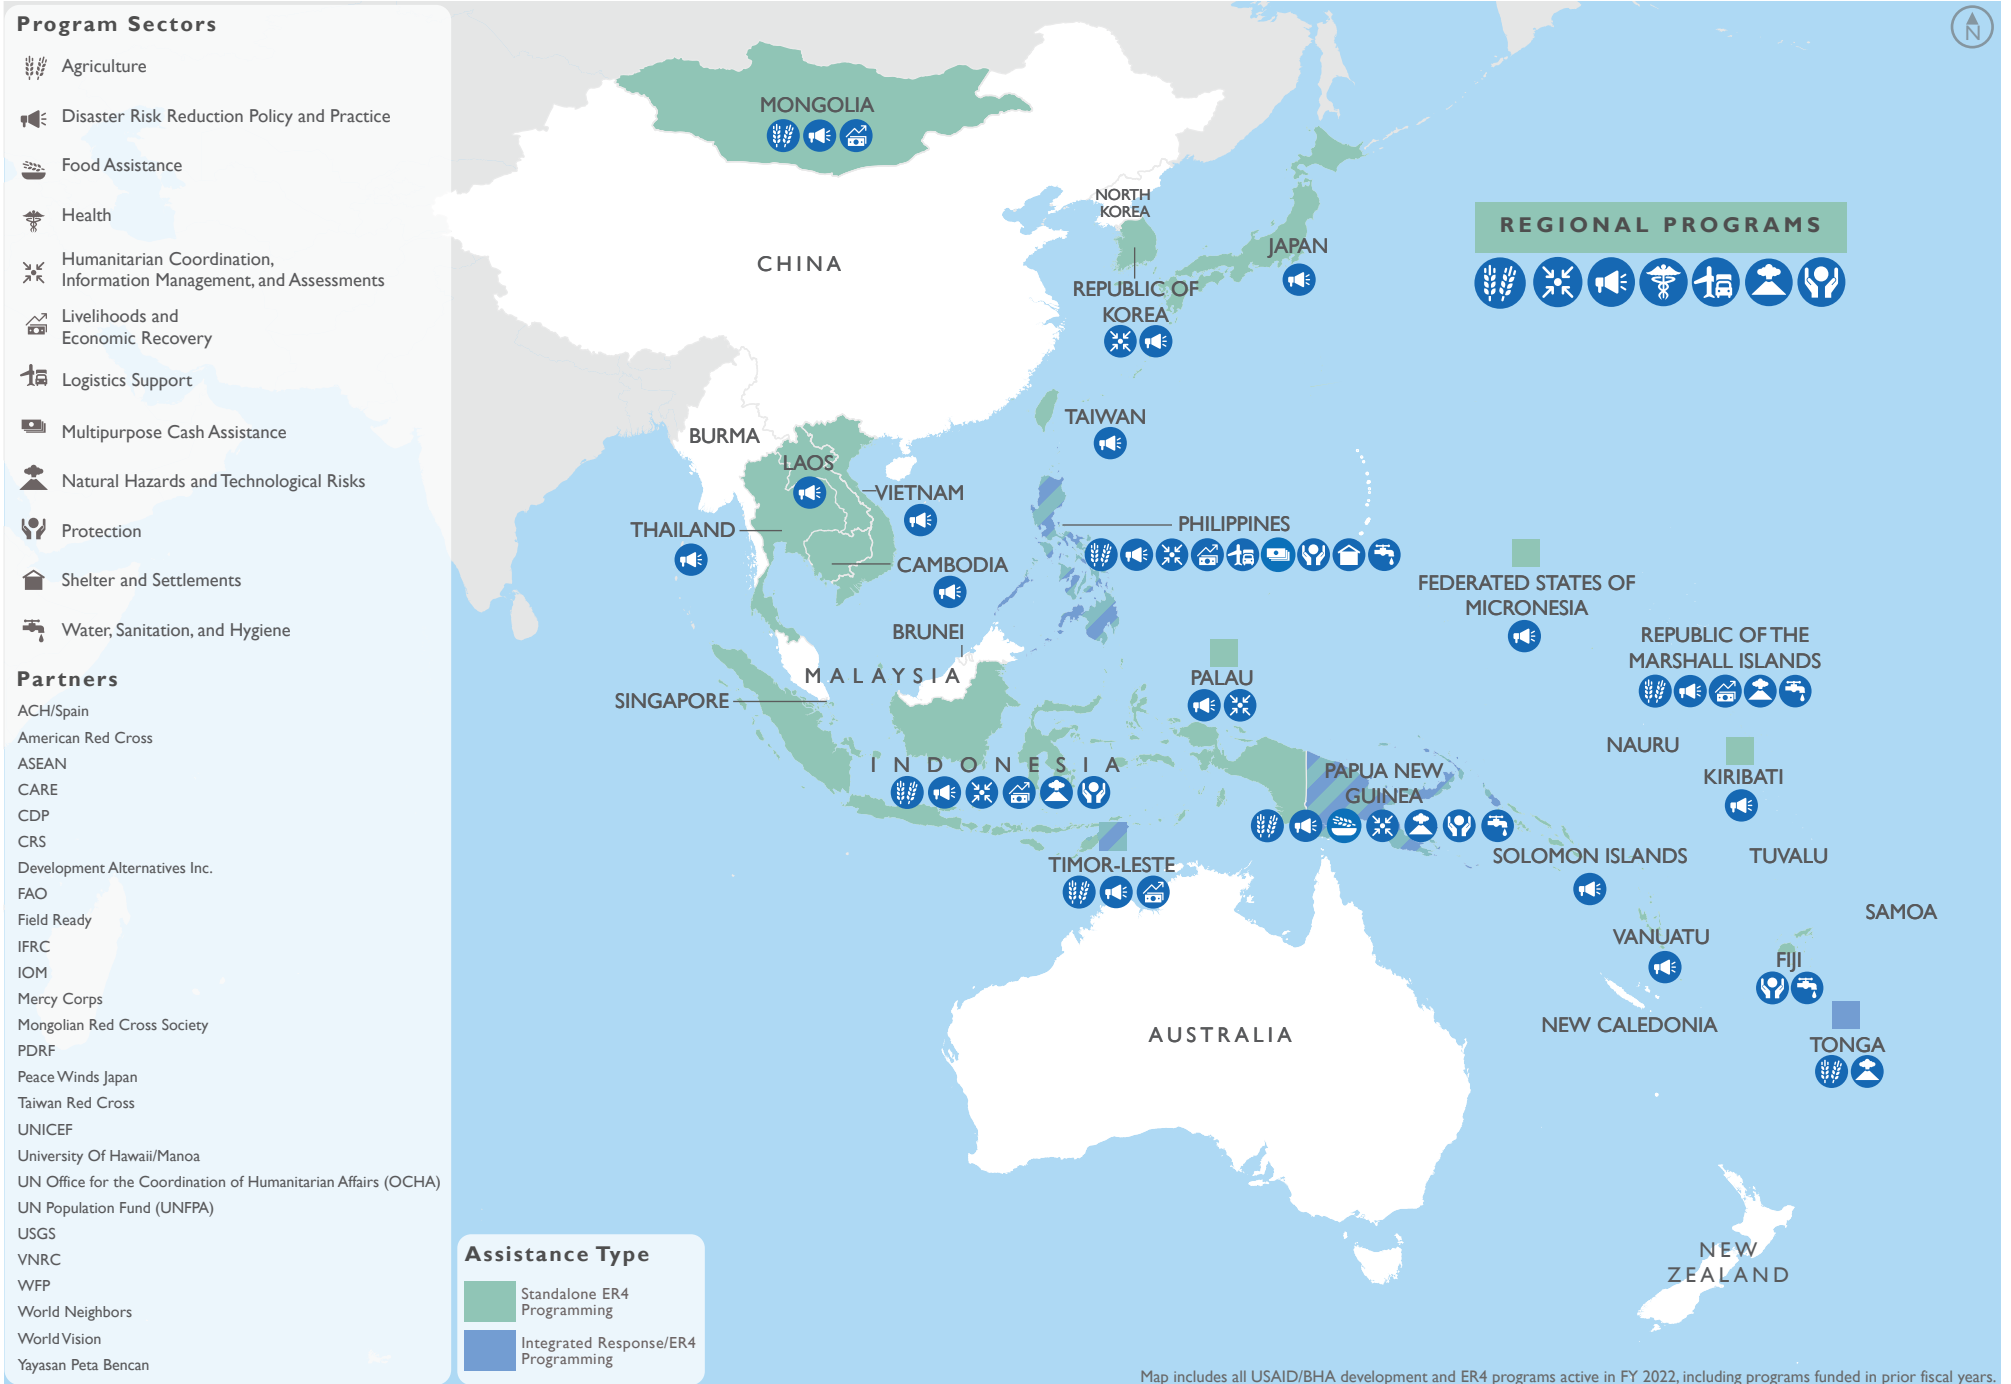 Program Sectors
Agriculture
Disaster Risk Reduction Policy and Practice
Food Assistance
Health
Humanitarian Coordination,
Information Management, and Assessments
Livelihoods and
Economic Recovery
Logistics Support
Multipurpose Cash Assistance
Natural Hazards and Technological Risks
Protection
Shelter and Settlements
Water, Sanitation, and Hygiene
Partners
ACH/Spain
American Red Cross
ASEAN
CARE
CDP
CRS
Development Alternatives Inc.
FAO
Field Ready
IFRC
IOM
Mercy Corps
Mongolian Red Cross Society
PDRF
Peace Winds Japan
Taiwan Red Cross
UNICEF
University Of Hawaii/Manoa
UN Office for the Coordination of Humanitarian Affairs (OCHA)
UN Population Fund (UNFPA)
USGS
VNRC
WFP
World Neighbors
World Vision
Yayasan Peta Bencan
Assistance Type
Standalone ER4
Programming
Integrated Response/ER4
Programming
N
MONGOLIA
NORTH
KOREA
CHINA
JAPAN
REPUBLIC OF
KOREA
REGIONAL PROGRAMS
TAIWAN
BURMA
LAOS
VIETNAM
THAILAND
PHILIPPINES
CAMBODIA
FEDERATED STATES OF
MICRONESIA
BRUNEI
REPUBLIC OF THE
MARSHALL ISLANDS
MALAYSIA
PALAU
SINGAPORE
NAURU
INDONESIA
PAPUA NEW
GUINEA
KIRIBATI
TIMOR-LESTE
SOLOMON ISLANDS
TUVALU
SAMOA
VANUATU
FIJI
NEW CALEDONIA
AUSTRALIA
TONGA
NEW
ZEALAND
Map includes all USAID/BHA development and ER4 programs active in FY 2022, including programs funded in prior fiscal years.